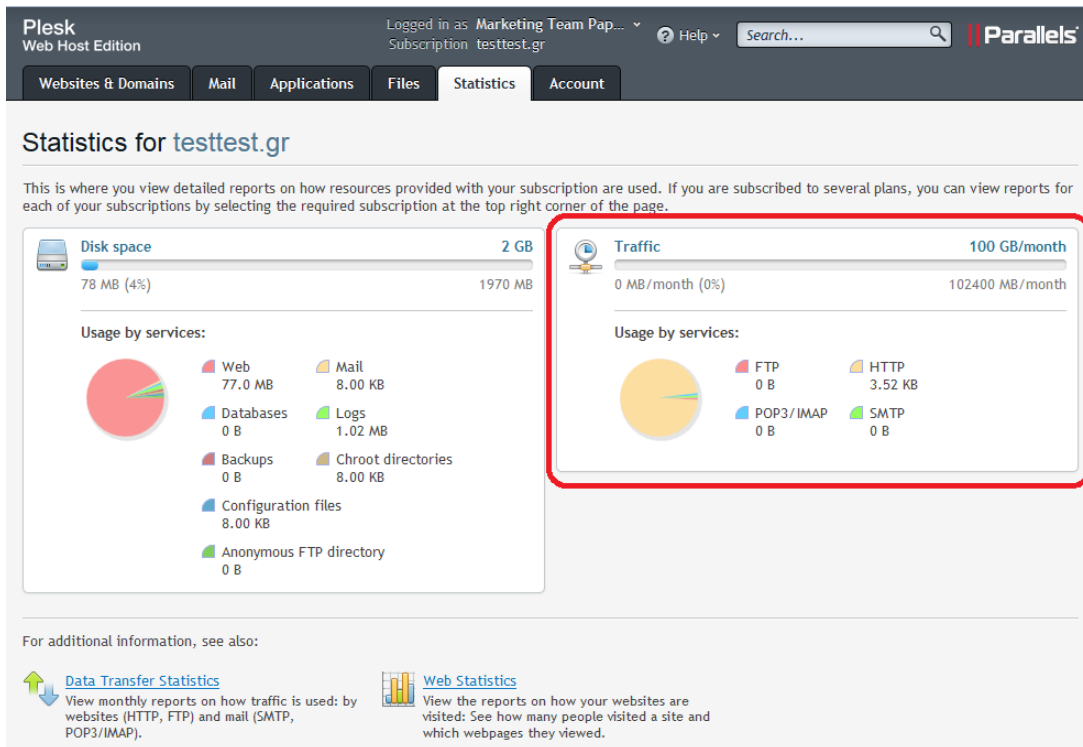 Plesk
Web Host Edition
Logged in as Marketing Team Pap...
Subscription testtest.gr
Help
Search...
Parallels
Websites & Domains
Mail
Applications
Files
Statistics
Account
Statistics for testtest.gr
This is where you view detailed reports on how resources provided with your subscription are used. If you are subscribed to several plans, you can view reports for
each of your subscriptions by selecting the required subscription at the top right corner of the page.
Disk space 2 GB
78 MB (4%) 1970 MB
Usage by services:
Web Mail
77.0 MB 8.00 KB
Databases Logs
0 B 1.02 MB
Backups Chroot directories
0 B 8.00 KB
Configuration files
8.00 KB
Anonymous FTP directory
0 B
Traffic 100 GB/month
0 MB/month (0%) 102400 MB/month
Usage by services:
FTP HTTP
0 B 3.52 KB
POP3/IMAP SMTP
0 B 0 B
For additional information, see also:
Data Transfer Statistics
View monthly reports on how traffic is used: by
websites (HTTP, FTP) and mail (SMTP,
POP3/IMAP).
Web Statistics
View the reports on how your websites are
visited: See how many people visited a site and
which webpages they viewed.